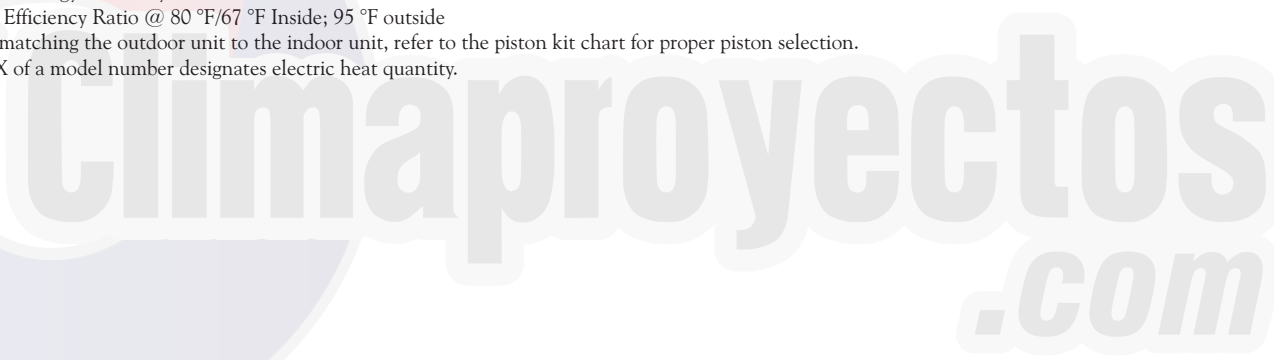 Efficiency Ratio @ 80 °F/67 °F Inside; 95 °F outside
matching the outdoor unit to the indoor unit, refer to the piston kit chart for proper piston selection.
X of a model number designates electric heat quantity.
Climaproyectos
.com